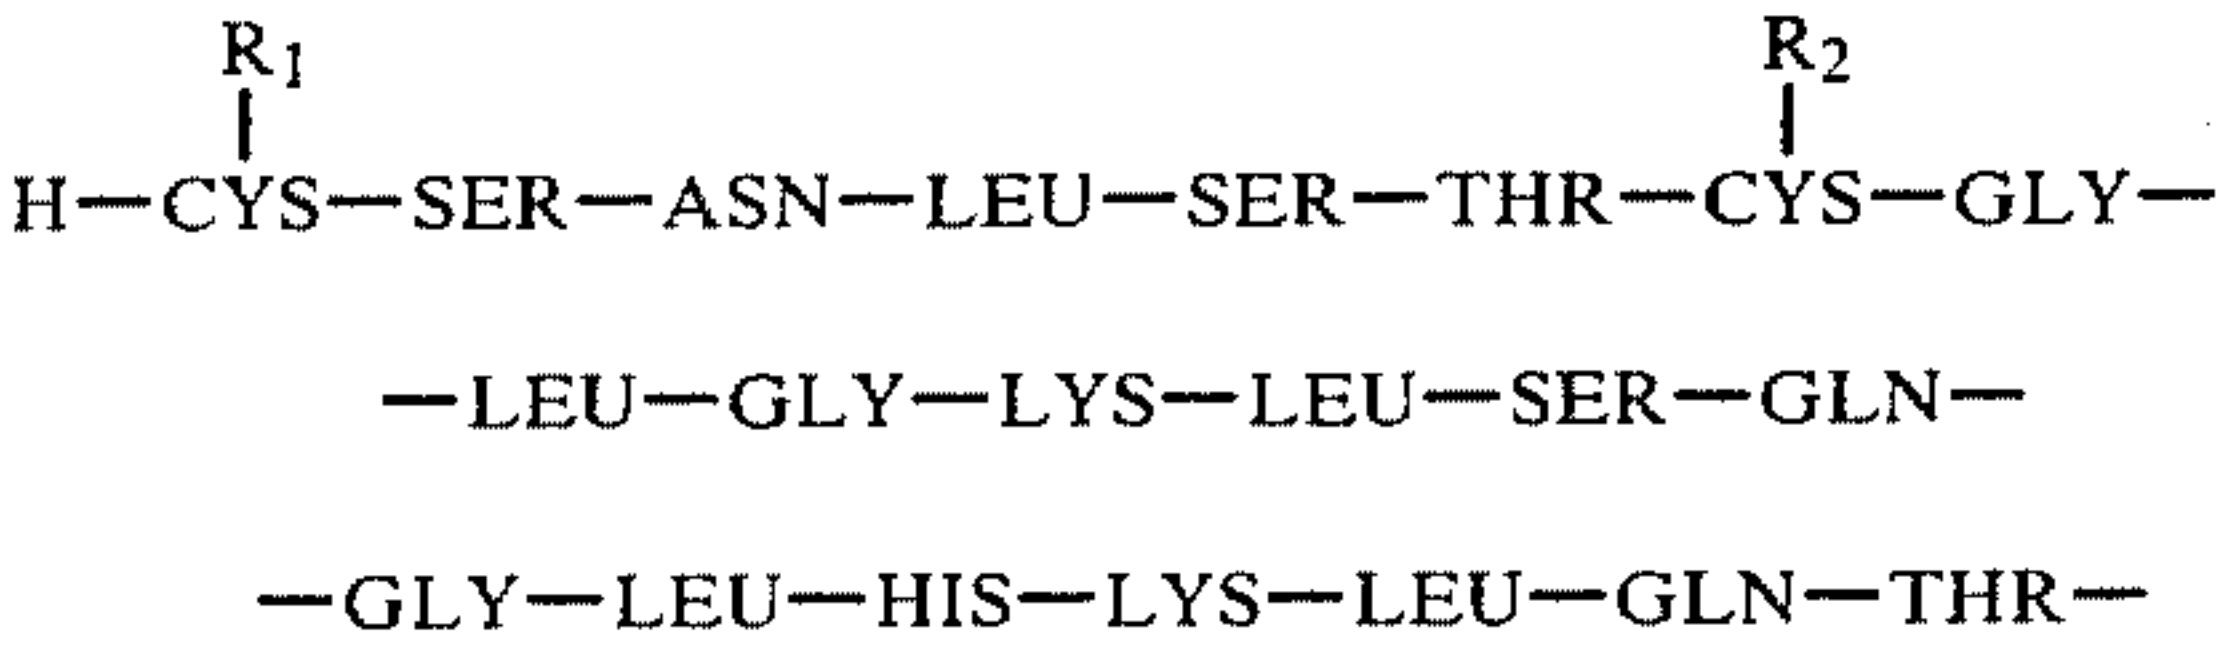 R1 R2
H—CYS—SER—ASN—LEU—SER—THR—CYS—GLY—
—LEU—GLY—LYS—LEU—SER—GLN—
—GLY—LEU—HIS—LYS—LEU—GLN—THR—